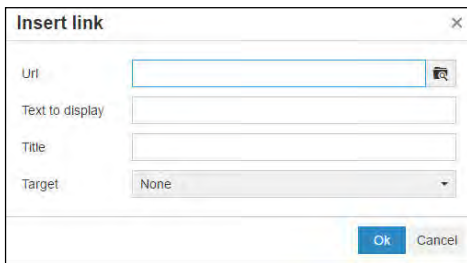 Insert link ×
Url
Text to display
Title
Target None
Ok Cancel